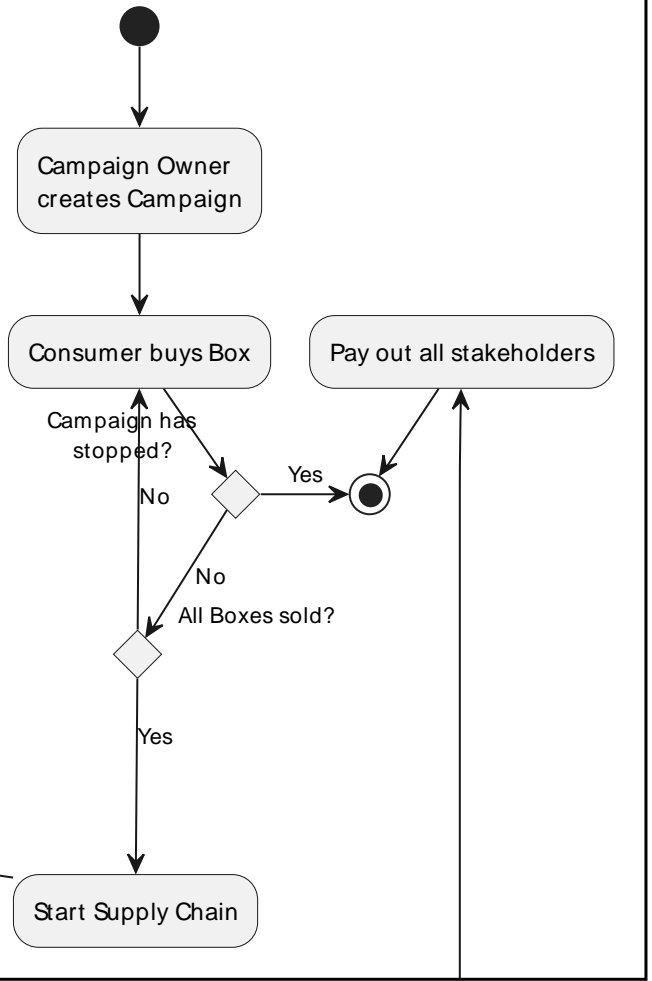 Campaign Owner
creates Campaign
Consumer buys Box
Pay out all stakeholders
Campaign has
stopped?
Yes
No
No
All Boxes sold?
Yes
Start Supply Chain